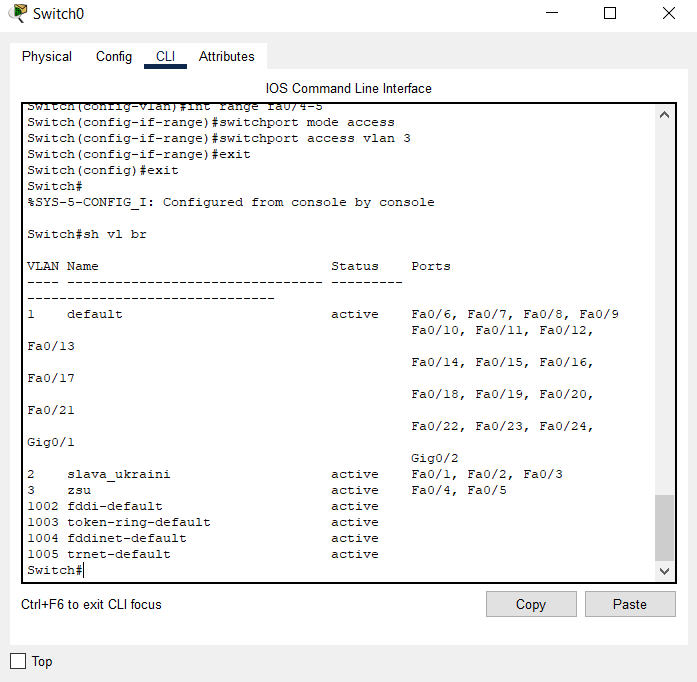 Switch0
Physical Config CLI Attributes
IOS Command Line Interface
Switch(config-vlan)#int range fa0/4-5
Switch(config-if-range)#switchport mode access
Switch(config-if-range)#switchport access vlan 3
Switch(config-if-range)#exit
Switch(config)#exit
Switch#
%SYS-5-CONFIG_I: Configured from console by console
Switch#sh vl br
VLAN Name                             Status    Ports
---- -------------------------------- ---------
-------------------------------
1    default                          active    Fa0/6, Fa0/7, Fa0/8, Fa0/9
                                                Fa0/10, Fa0/11, Fa0/12,
Fa0/13
                                                Fa0/14, Fa0/15, Fa0/16,
Fa0/17
                                                Fa0/18, Fa0/19, Fa0/20,
Fa0/21
                                                Fa0/22, Fa0/23, Fa0/24,
Gig0/1
                                                Gig0/2
2    slava_ukraini                    active    Fa0/1, Fa0/2, Fa0/3
3    zsu                              active    Fa0/4, Fa0/5
1002 fddi-default                     active
1003 token-ring-default               active
1004 fddinet-default                  active
1005 trnet-default                    active
Switch#
Ctrl+F6 to exit CLI focus
Copy Paste
Top